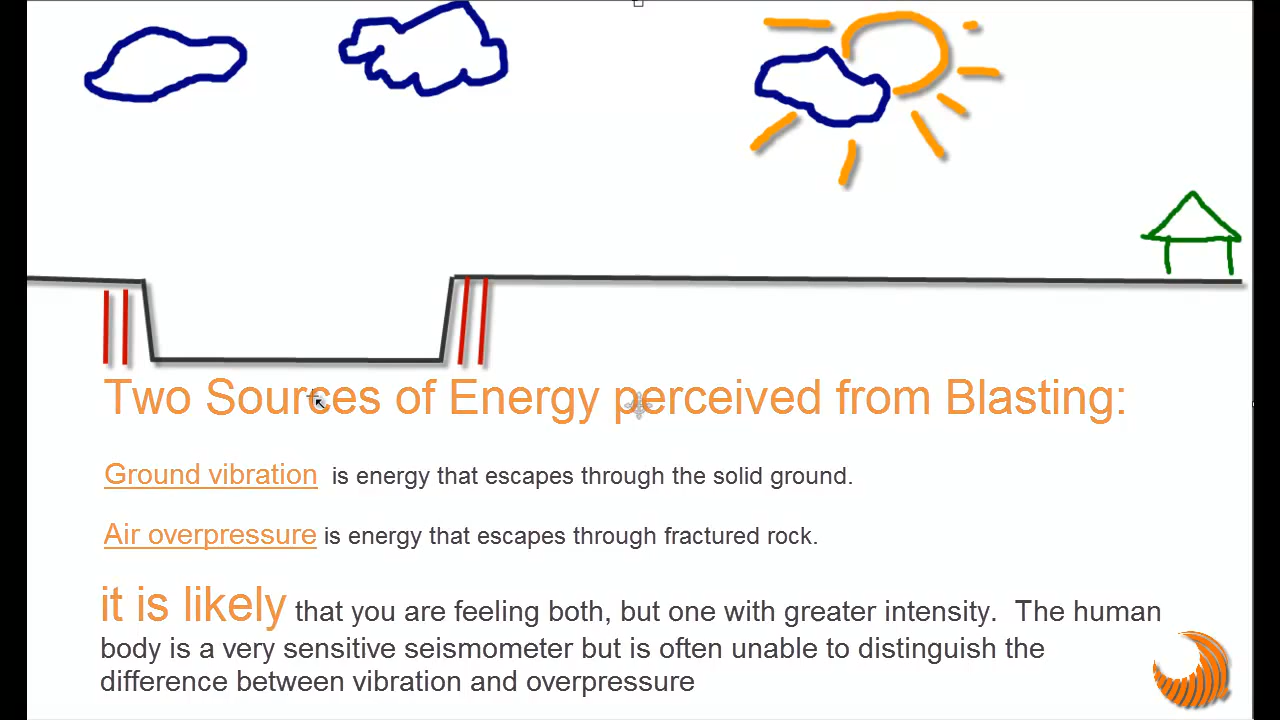 Two Sources of Energy perceived from Blasting:
Ground vibration is energy that escapes through the solid ground.
Air overpressure is energy that escapes through fractured rock.
it is likely that you are feeling both, but one with greater intensity. The human
body is a very sensitive seismometer but is often unable to distinguish the
difference between vibration and overpressure